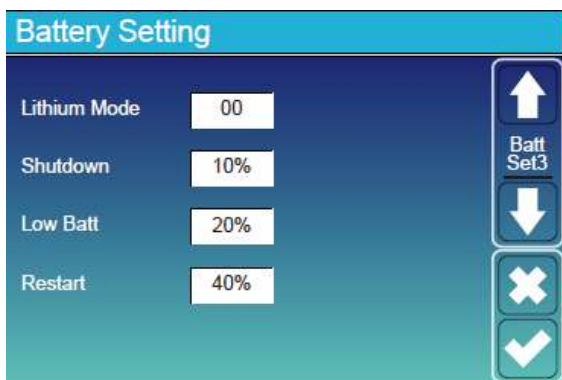 Battery Setting
Lithium Mode 00
Shutdown 10%
Low Batt 20%
Restart 40%
Batt
Set3